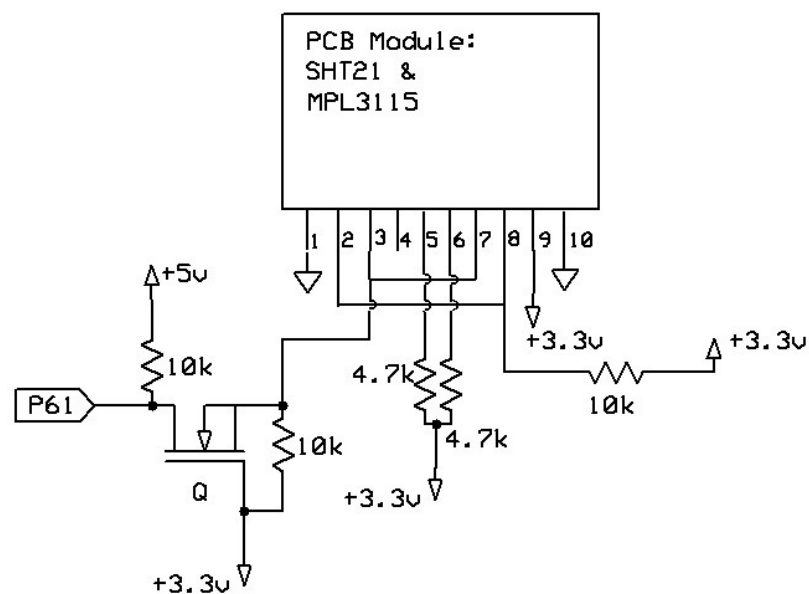 PCB Module:
SHT21 &
MPL3115
1 2 3 4 5 6 7 8 9 10
+5v
+3.3v
+3.3v
10k
4.7k
10k
P61
10k
4.7k
Q
+3.3v
+3.3v